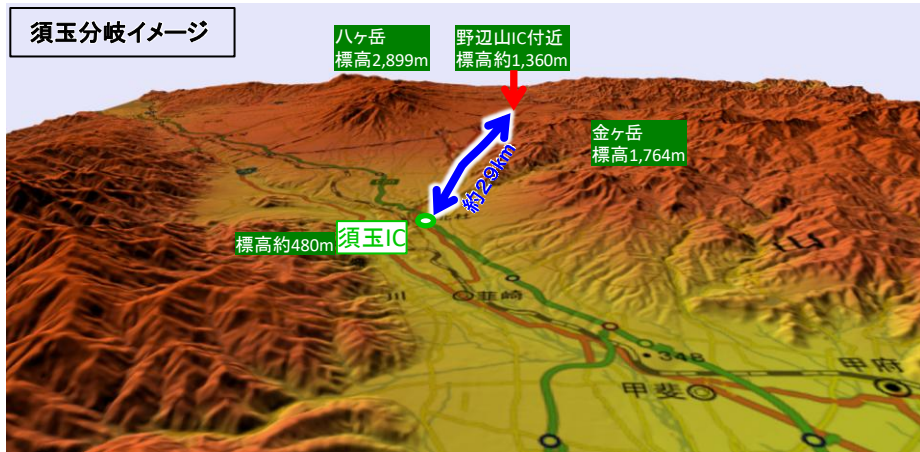 須玉分岐イメージ
八ヶ岳
標高2,899m
野辺山IC付近
標高約1,360m
金ヶ岳
標高1,764m
約29km
標高約480m
須玉IC
川
韮崎
348
甲府
甲斐